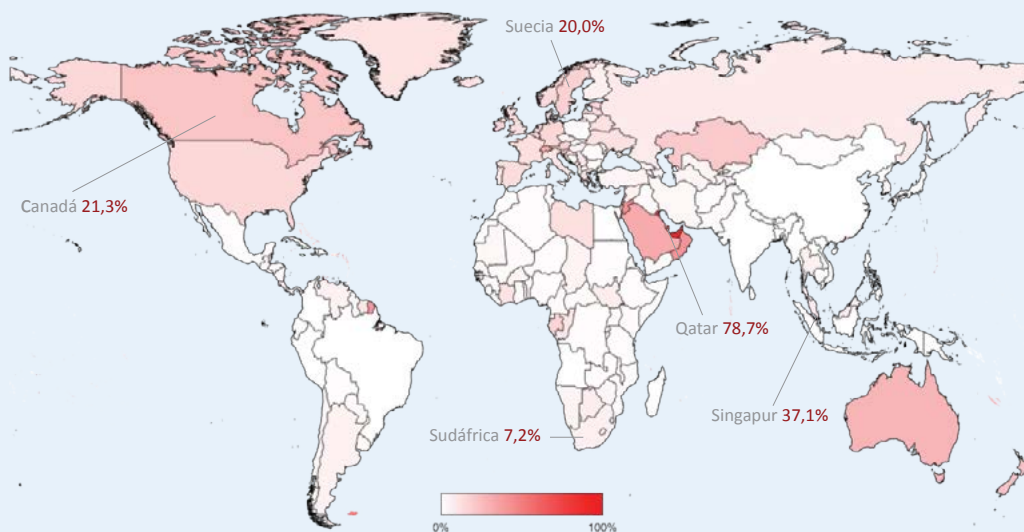 Suecia 20,0%
Canadá 21,3%
Qatar 78,7%
Singapur 37,1%
Sudáfrica 7,2%
0% 100%